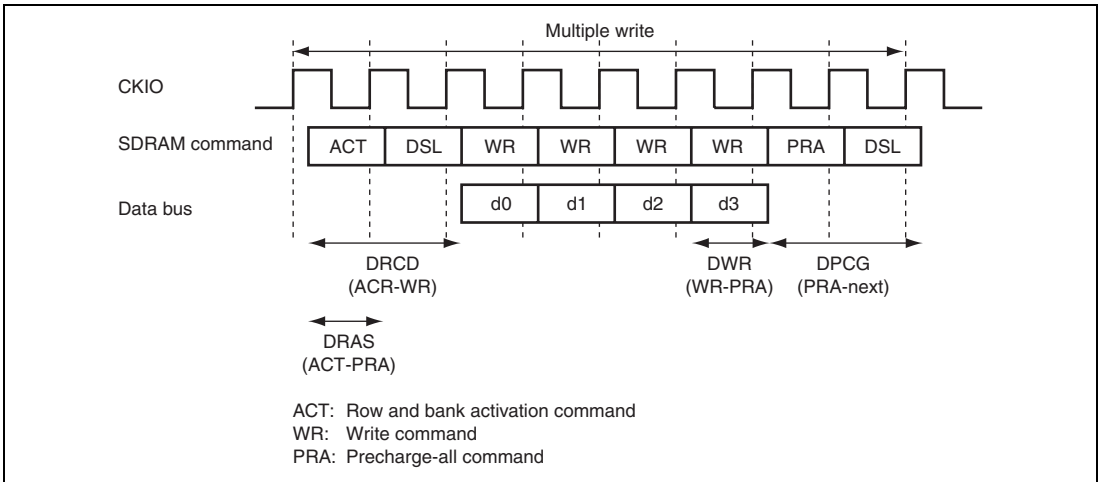 Multiple write
CKIO
SDRAM command ACT DSL WR WR WR WR PRA DSL
Data bus d0 d1 d2 d3
DRCD DWR DPCG
(ACR-WR) (WR-PRA) (PRA-next)
DRAS
(ACT-PRA)
ACT: Row and bank activation command
WR: Write command
PRA: Precharge-all command